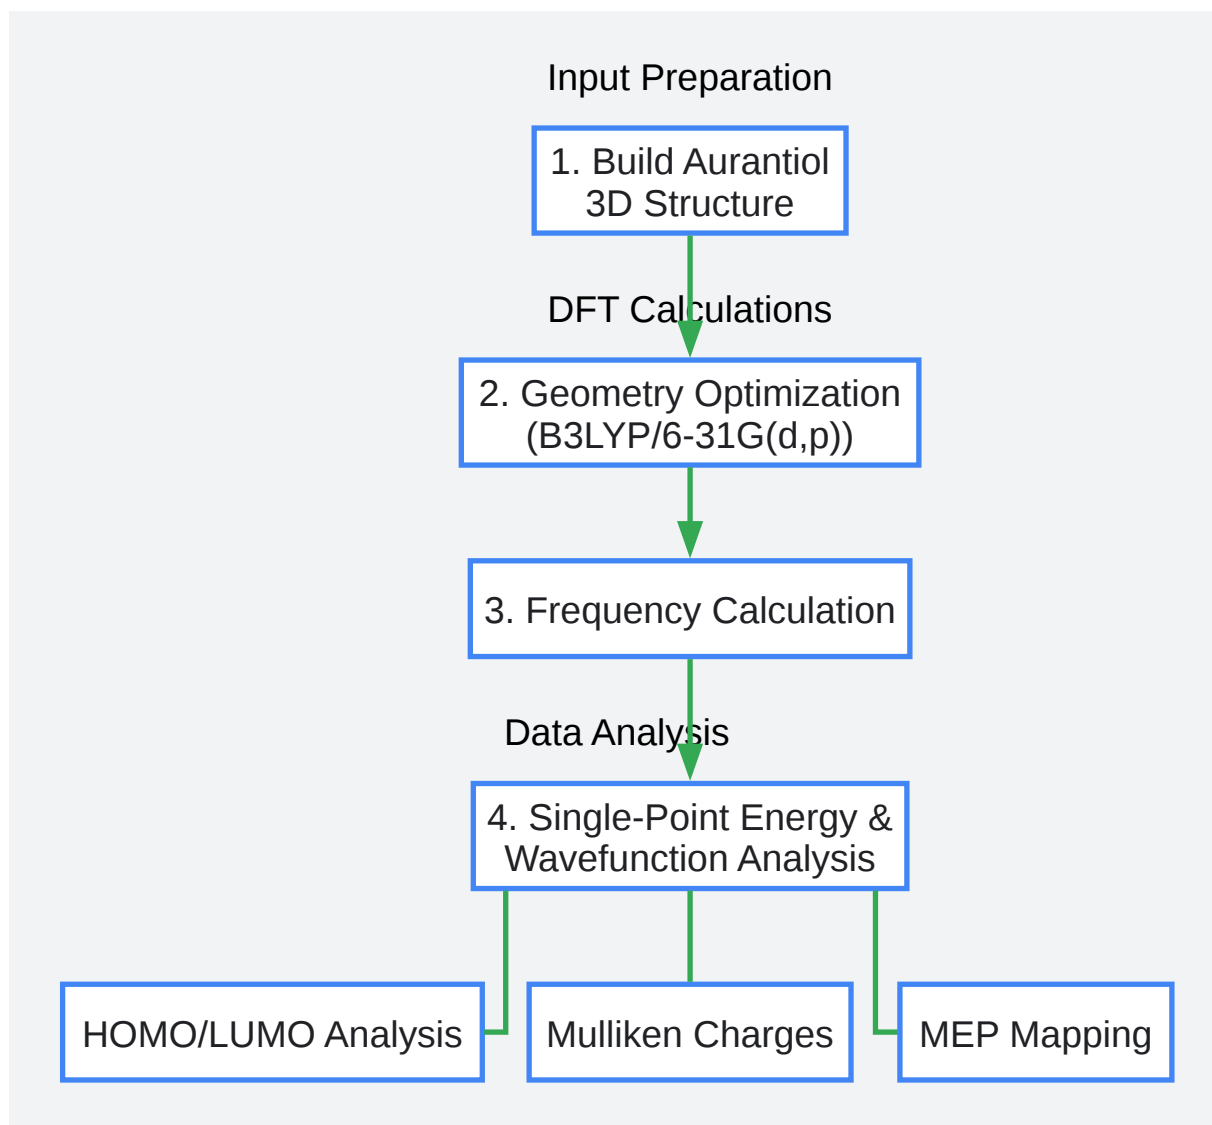 Input Preparation
1. Build Aurantiol
3D Structure
DFT Calculations
2. Geometry Optimization
(B3LYP/6-31G(d,p))
3. Frequency Calculation
Data Analysis
4. Single-Point Energy &
Wavefunction Analysis
HOMO/LUMO Analysis
Mulliken Charges
MEP Mapping